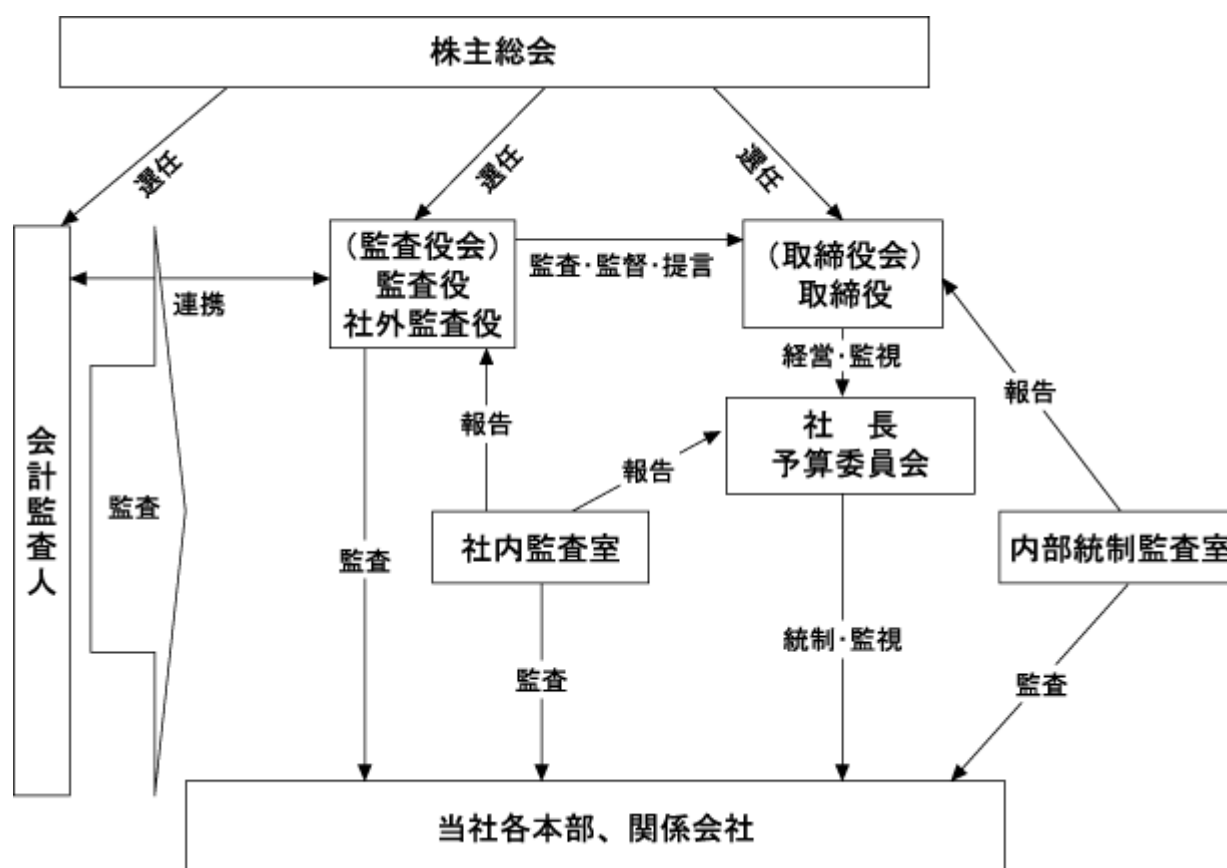 株主総会
選任
選任
選任
(監査役会)
監査役
社外監査役
監査・監督・提言
(取締役会)
取締役
連携
経営・監視
報告
社　長
予算委員会
報告
報告
会計監査人
監査
社内監査室
内部統制監査室
監査
統制・監視
監査
監査
当社各本部、関係会社